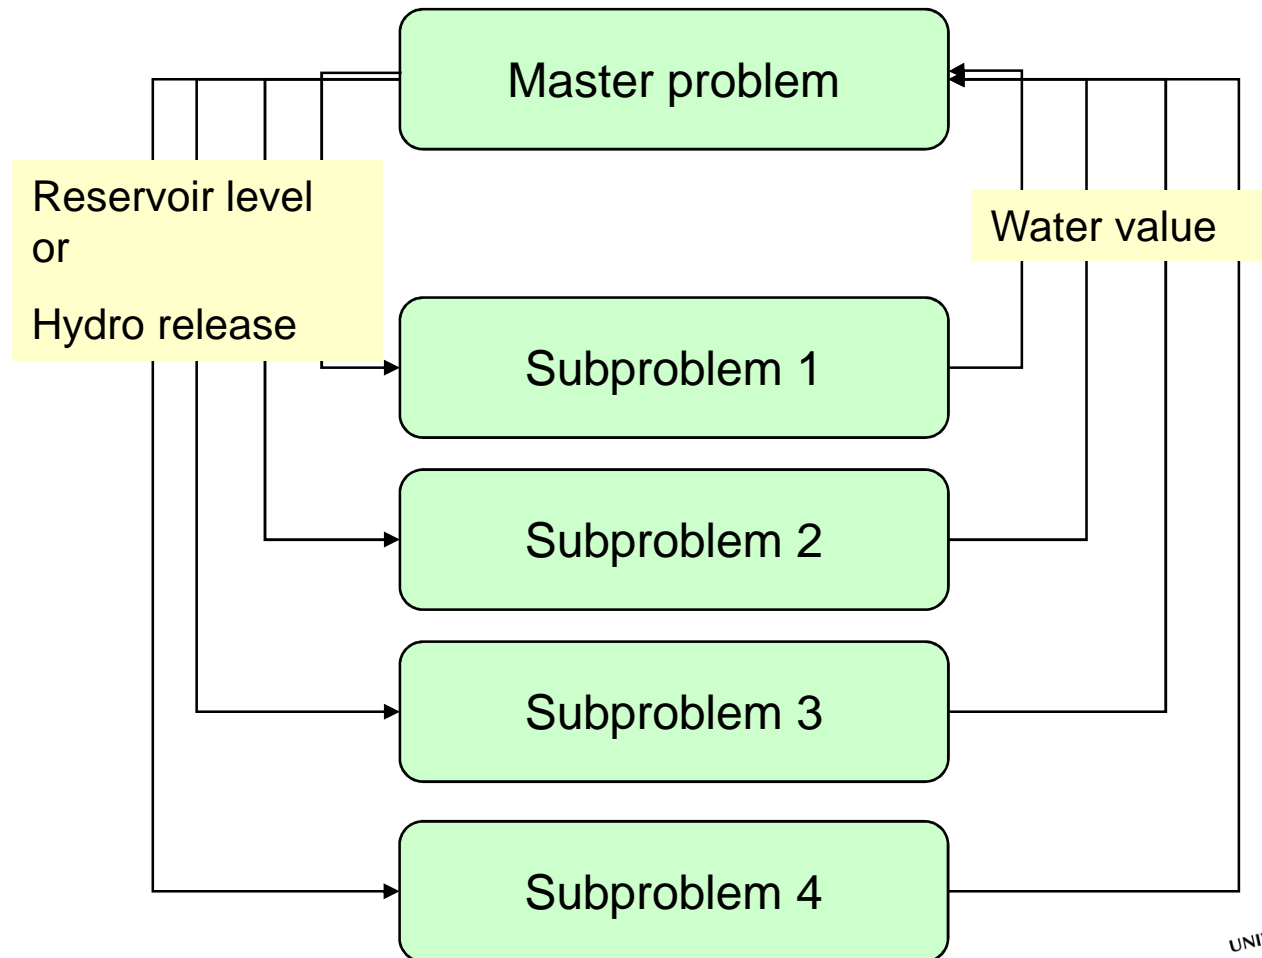 Master problem
Reservoir level
or
Hydro release
Water value
Subproblem 1
Subproblem 2
Subproblem 3
Subproblem 4